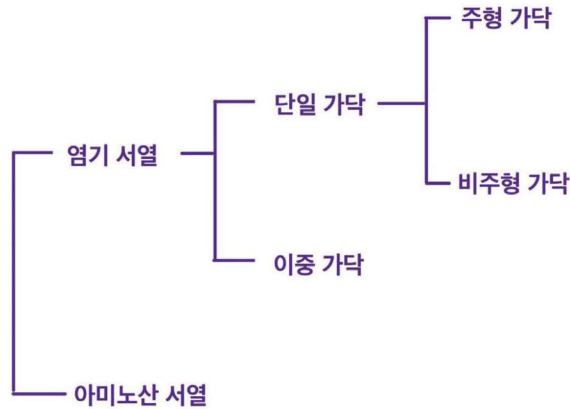 주형 가닥
단일 가닥
염기 서열
비주형 가닥
이중 가닥
아미노산 서열